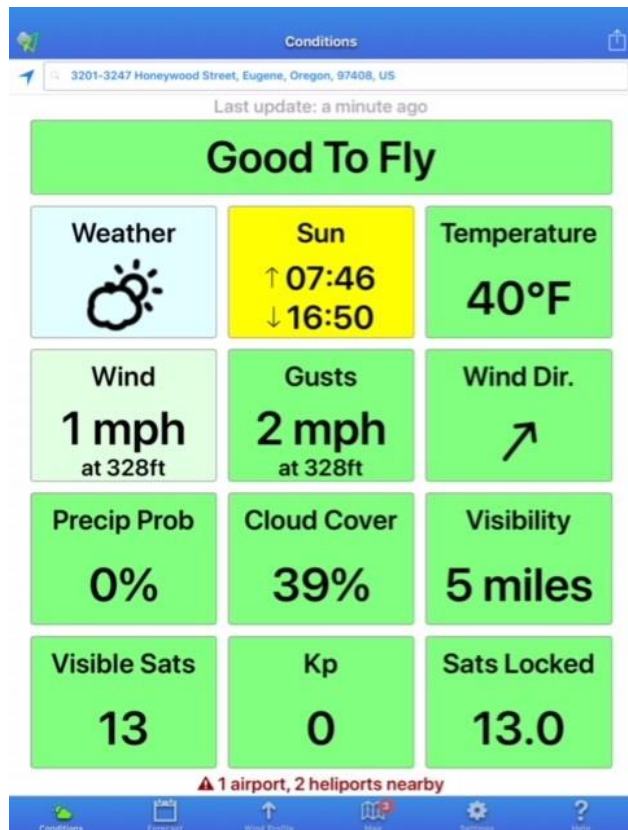 Conditions
3201-3247 Honeywood Street, Eugene, Oregon, 97408, US
Last update: a minute ago
Good To Fly
Weather
Sun
↑07:46
↓16:50
Temperature
40°F
Wind
1 mph
at 328ft
Gusts
2 mph
at 328ft
Wind Dir.
Precip Prob
0%
Cloud Cover
39%
Visibility
5 miles
Visible Sats
13
Kp
0
Sats Locked
13.0
1 airport, 2 heliports nearby
Conditions
Forecast
Wind Profile
Map
3
Settings
Help